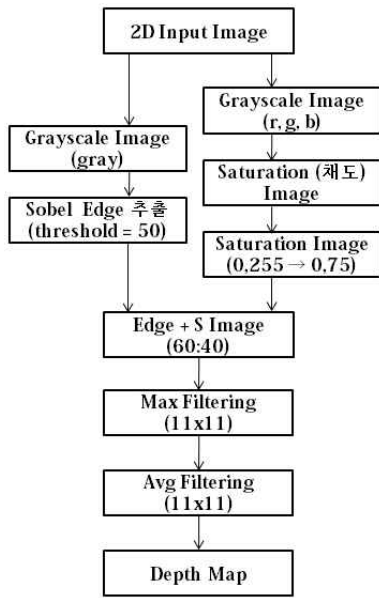 2D Input Image
Grayscale Image
(r, g, b)
Grayscale Image
(gray)
Saturation (채도)
Image
Sobel Edge 추출
(threshold = 50)
Saturation Image
(0,255 → 0,75)
Edge + S Image
(60:40)
Max Filtering
(11x11)
Avg Filtering
(11x11)
Depth Map